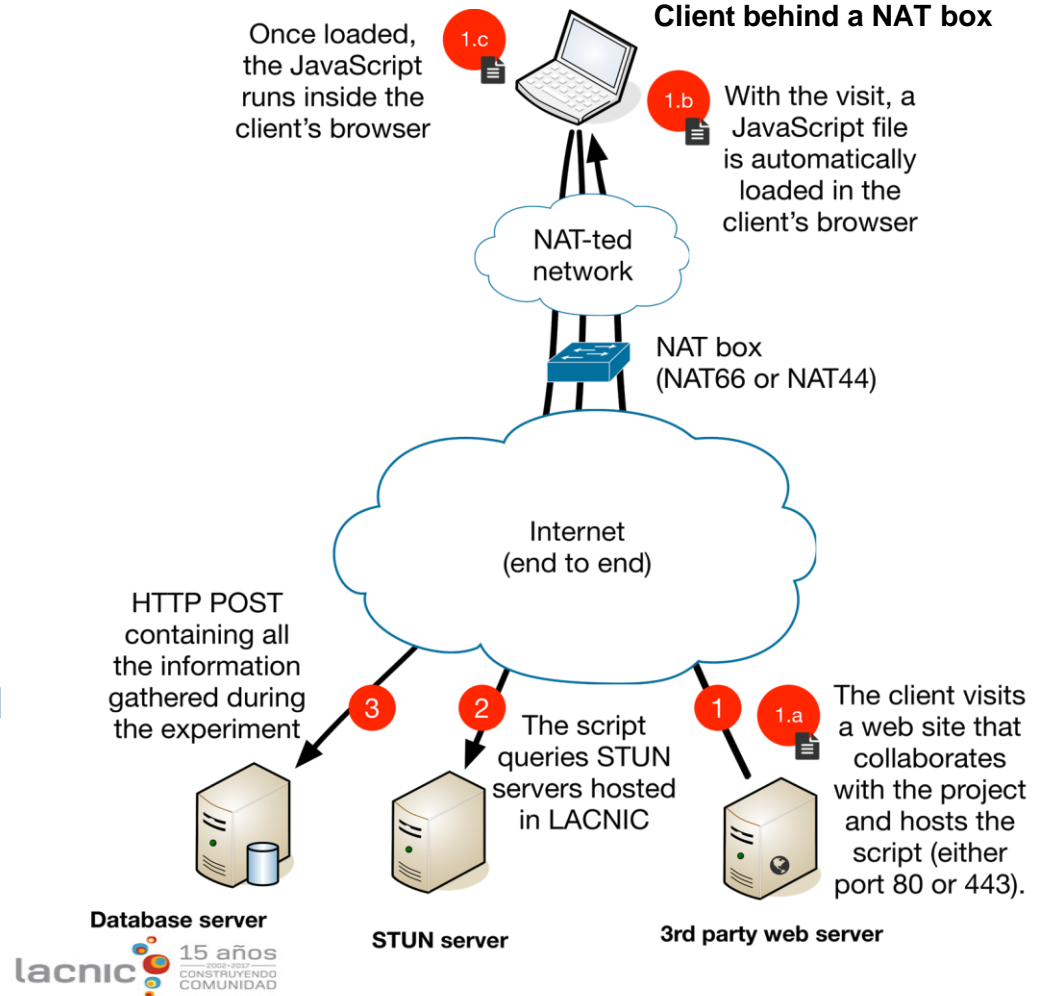 Client behind a NAT box
Once loaded,
the JavaScript
runs inside the
client's browser
1.c
1.b
With the visit, a
JavaScript file
is automatically
loaded in the
client's browser
NAT-ted
network
NAT box
(NAT66 or NAT44)
Internet
(end to end)
HTTP POST
containing all
the information
gathered during
the experiment
3
2
The script
queries STUN
servers hosted
in LACNIC
1
1.a
The client visits
a web site that
collaborates
with the project
and hosts the
script (either
port 80 or 443).
Database server
STUN server
3rd party web server
lacnic
15 años
2002-2017
CONSTRUYENDO
COMUNIDAD